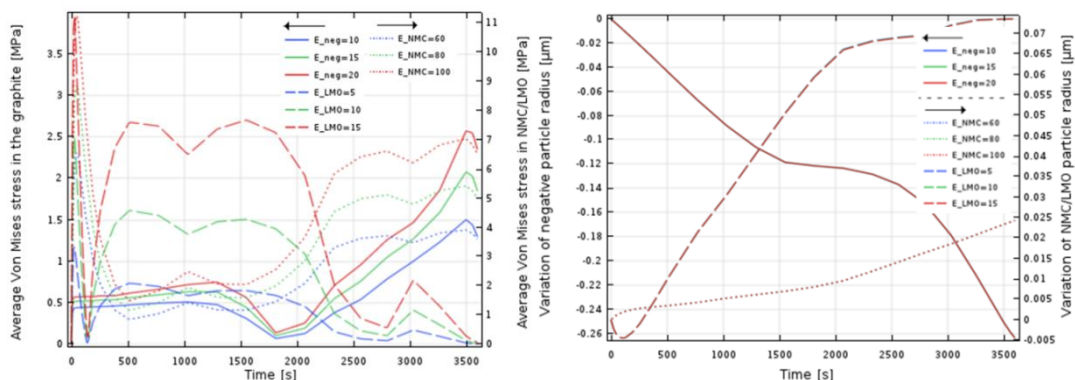 Average Von Mises stress in the graphite [MPa]
3.5
3
2.5
2
1.5
1
0.5
0
E_neg=10
E_neg=15
E_neg=20
E_LMO=5
E_LMO=10
E_LMO=15
E_NMC=60
E_NMC=80
E_NMC=100
11
10
9
8
7
6
5
4
3
2
1
0
Average Von Mises stress in NMC/LMO [MPa]
0 500 1000 1500 2000 2500 3000 3500
Time [s]
Variation of negative particle radius [µm]
0
-0.02
-0.04
-0.06
-0.08
-0.1
-0.12
-0.14
-0.16
-0.18
-0.2
-0.22
-0.24
-0.26
E_neg=10
E_neg=15
E_neg=20
E_NMC=60
E_NMC=80
E_NMC=100
E_LMO=5
E_LMO=10
E_LMO=15
0.07
0.065
0.06
0.055
0.05
0.045
0.04
0.035
0.03
0.025
0.02
0.015
0.01
0.005
0
-0.005
Variation of NMC/LMO particle radius [µm]
0 500 1000 1500 2000 2500 3000 3500
Time [s]